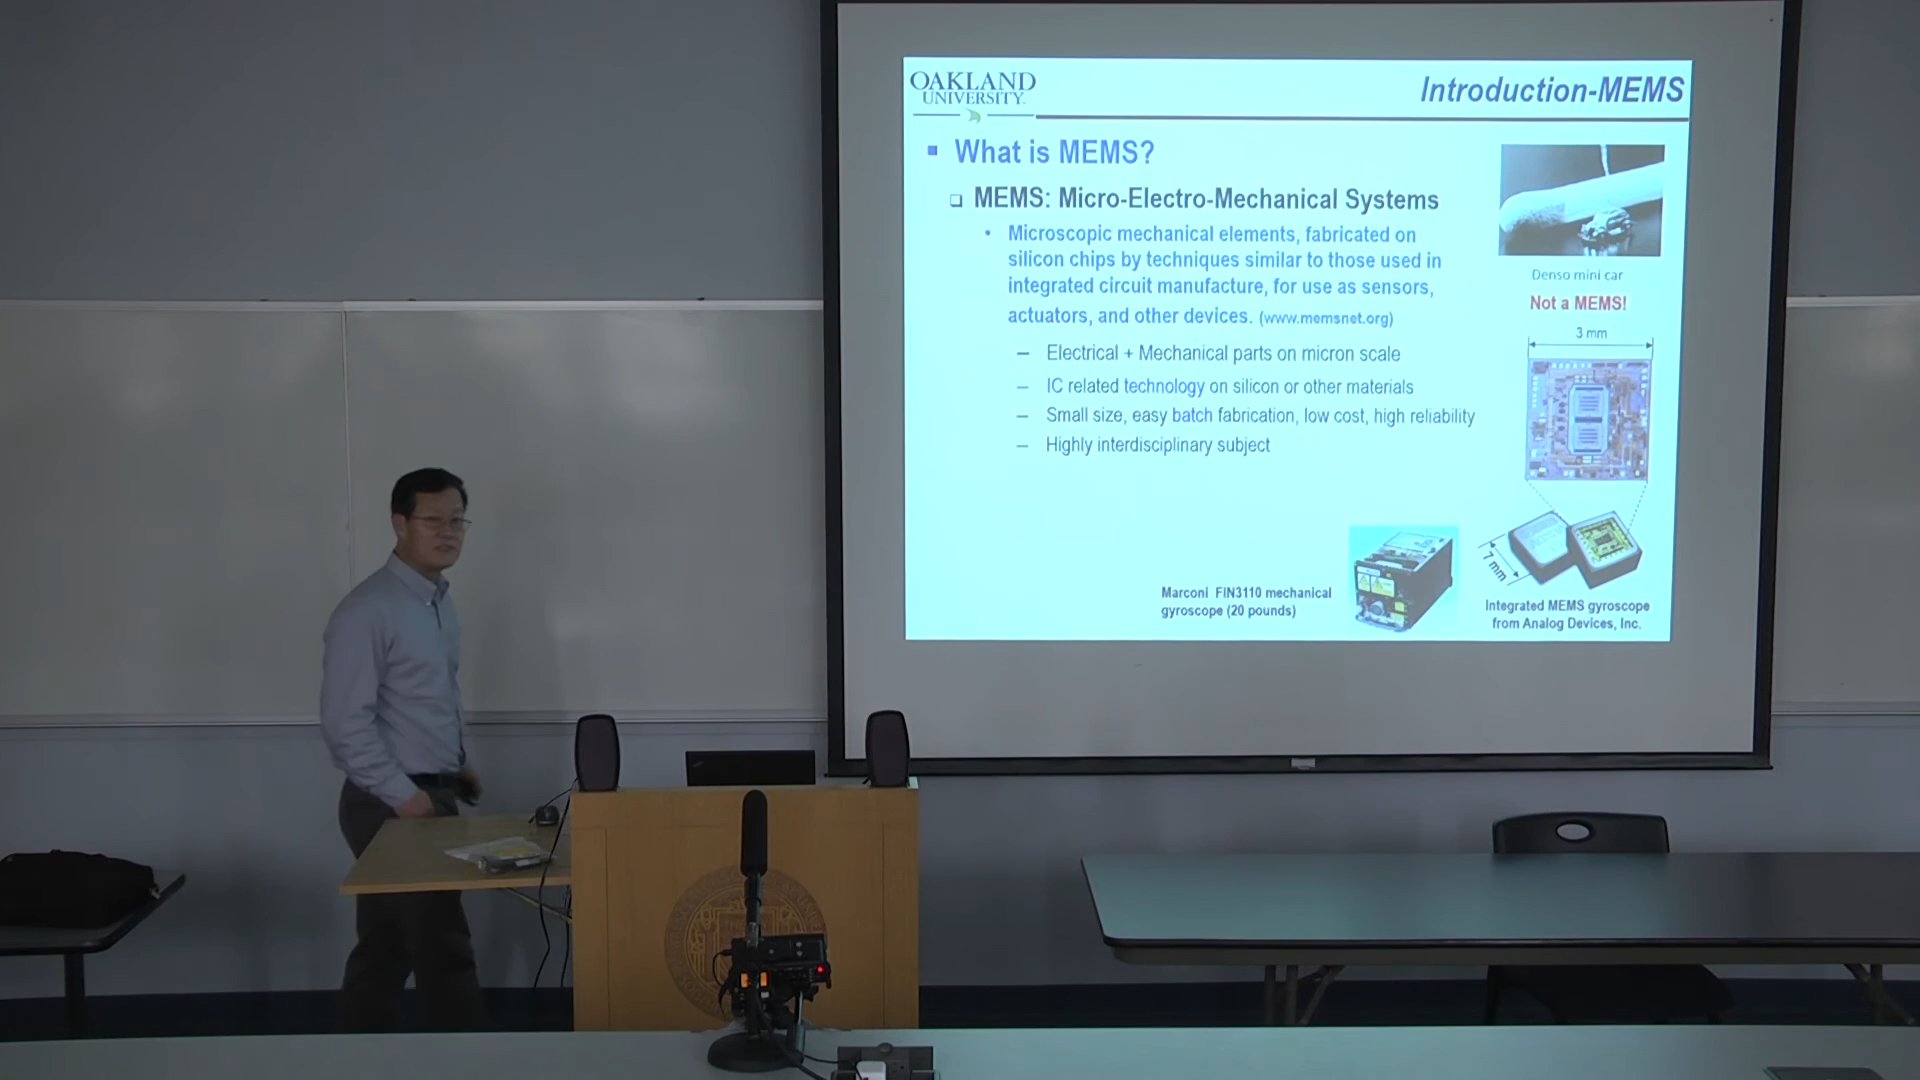 OAKLAND
UNIVERSITY
Introduction-MEMS
What is MEMS?
MEMS: Micro-Electro-Mechanical Systems
Microscopic mechanical elements, fabricated on
silicon chips by techniques similar to those used in
integrated circuit manufacture, for use as sensors,
actuators, and other devices. (www.memsnet.org)
– Electrical + Mechanical parts on micron scale
– IC related technology on silicon or other materials
– Small size, easy batch fabrication, low cost, high reliability
– Highly interdisciplinary subject
Denso mini car
Not a MEMS!
3 mm
7 mm
Marconi FIN3110 mechanical
gyroscope (20 pounds)
Integrated MEMS gyroscope
from Analog Devices, Inc.